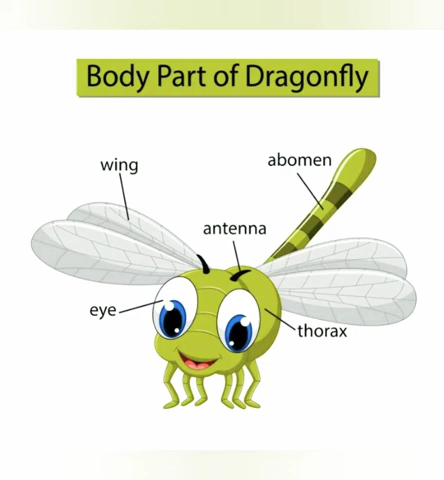 Body Part of Dragonfly
wing
abomen
antenna
eye
thorax